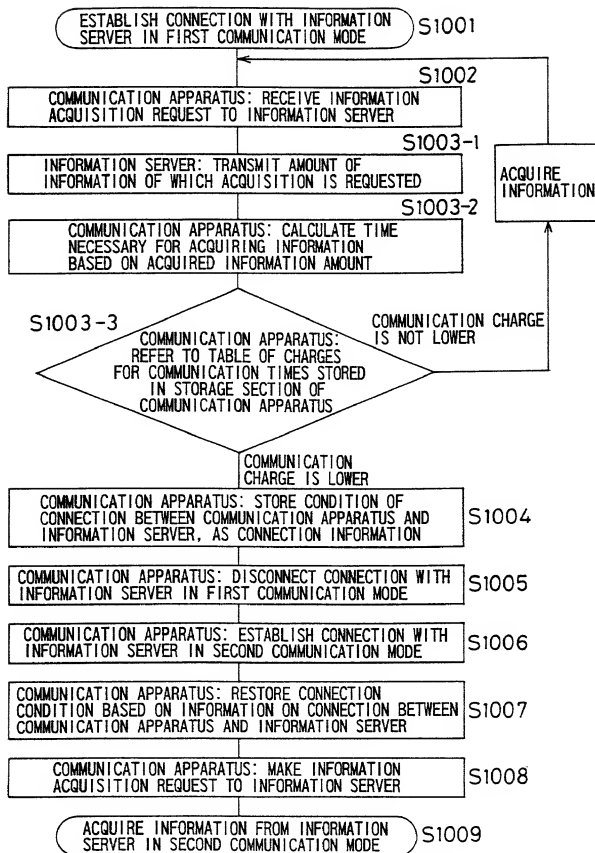 ESTABLISH CONNECTION WITH INFORMATION
SERVER IN FIRST COMMUNICATION MODE
S1001
S1002
COMMUNICATION APPARATUS: RECEIVE INFORMATION
ACQUISITION REQUEST TO INFORMATION SERVER
S1003-1
INFORMATION SERVER: TRANSMIT AMOUNT OF
INFORMATION OF WHICH ACQUISITION IS REQUESTED
ACQUIRE
INFORMATION
S1003-2
COMMUNICATION APPARATUS: CALCULATE TIME
NECESSARY FOR ACQUIRING INFORMATION
BASED ON ACQUIRED INFORMATION AMOUNT
S1003-3
COMMUNICATION APPARATUS:
REFER TO TABLE OF CHARGES
FOR COMMUNICATION TIMES STORED
IN STORAGE SECTION OF
COMMUNICATION APPARATUS
COMMUNICATION CHARGE
IS NOT LOWER
COMMUNICATION
CHARGE IS LOWER
COMMUNICATION APPARATUS: STORE CONDITION OF
CONNECTION BETWEEN COMMUNICATION APPARATUS AND
INFORMATION SERVER, AS CONNECTION INFORMATION
S1004
COMMUNICATION APPARATUS: DISCONNECT CONNECTION WITH
INFORMATION SERVER IN FIRST COMMUNICATION MODE
S1005
COMMUNICATION APPARATUS: ESTABLISH CONNECTION WITH
INFORMATION SERVER IN SECOND COMMUNICATION MODE
S1006
COMMUNICATION APPARATUS: RESTORE CONNECTION
CONDITION BASED ON INFORMATION ON CONNECTION BETWEEN
COMMUNICATION APPARATUS AND INFORMATION SERVER
S1007
COMMUNICATION APPARATUS: MAKE INFORMATION
ACQUISITION REQUEST TO INFORMATION SERVER
S1008
ACQUIRE INFORMATION FROM INFORMATION
SERVER IN SECOND COMMUNICATION MODE
S1009